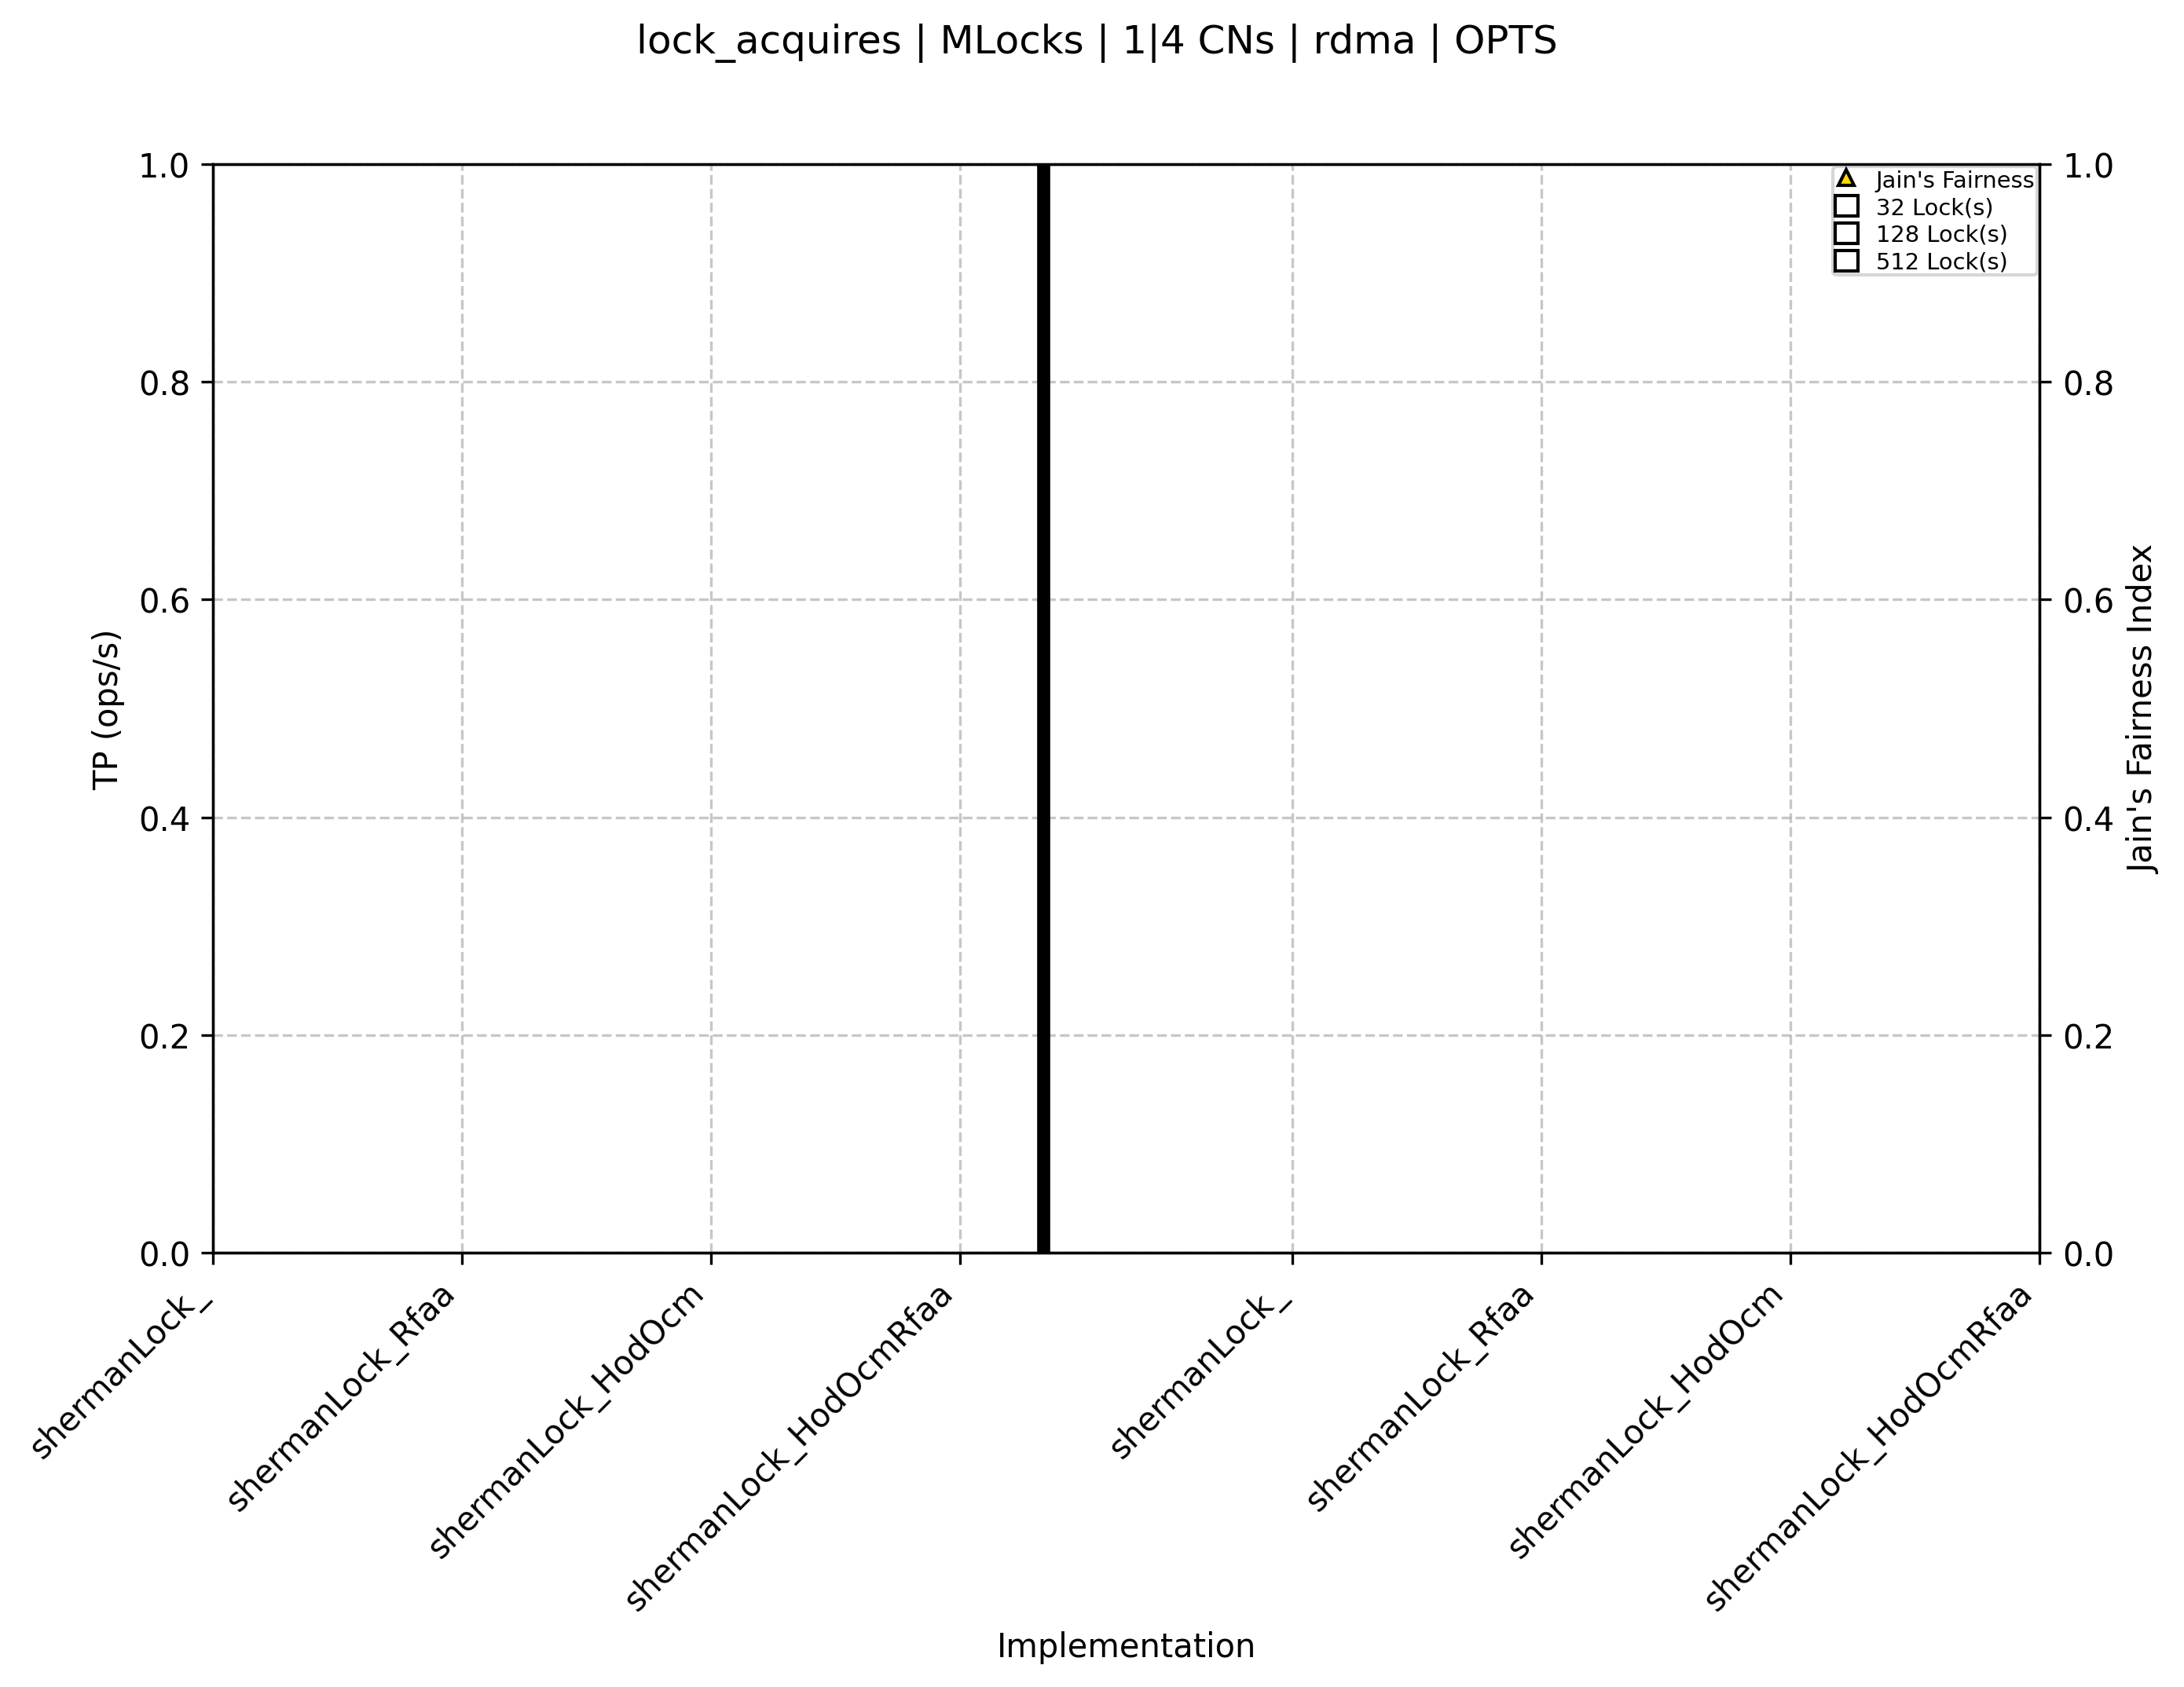 lock_acquires | MLocks | 1|4 CNs | rdma | OPTS
1.0
0.8
0.6
0.4
0.2
0.0
TP (ops/s)
Jain's Fairness
32 Lock(s)
128 Lock(s)
512 Lock(s)
1.0
0.8
0.6
0.4
0.2
0.0
Jain's Fairness Index
shermanLock_
shermanLock_Rfaa
shermanLock_HodOcm
shermanLock_HodOcmRfaa
shermanLock_
shermanLock_Rfaa
shermanLock_HodOcm
shermanLock_HodOcmRfaa
Implementation